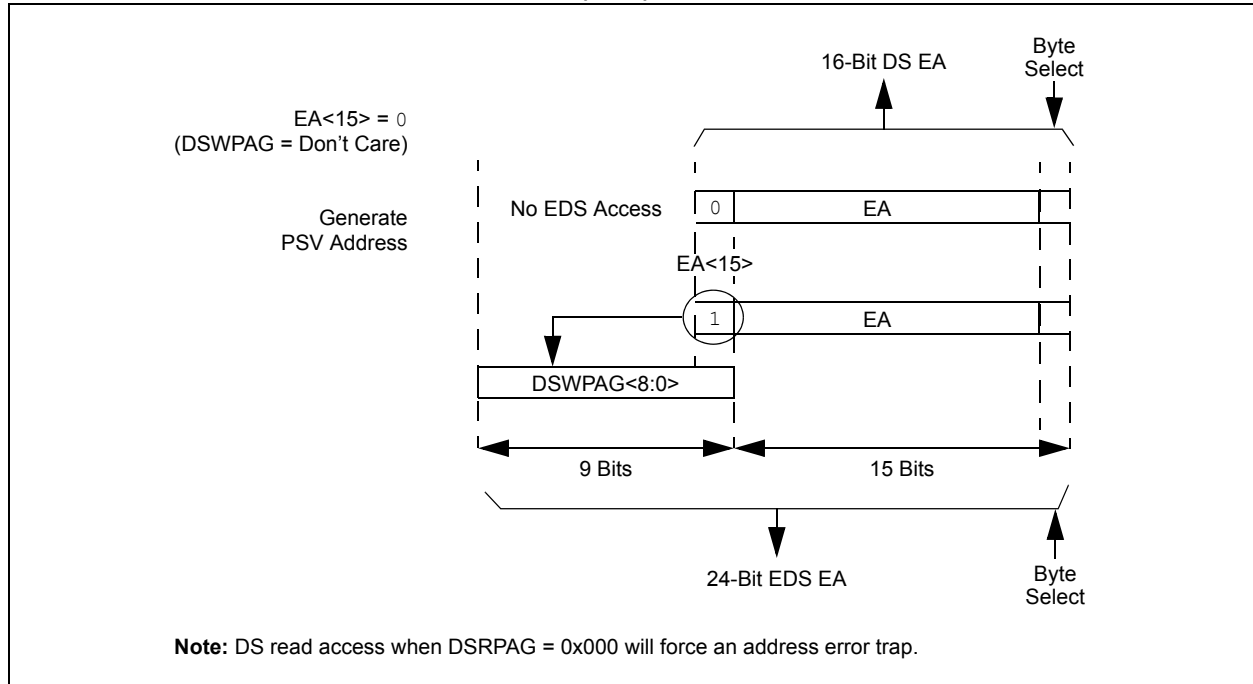 16-Bit DS EA
Byte
Select
EA<15> = 0
(DSWPAG = Don't Care)
No EDS Access
0
EA
Generate
PSV Address
EA<15>
1
EA
DSWPAG<8:0>
9 Bits
15 Bits
24-Bit EDS EA
Byte
Select
Note: DS read access when DSRPAG = 0x000 will force an address error trap.